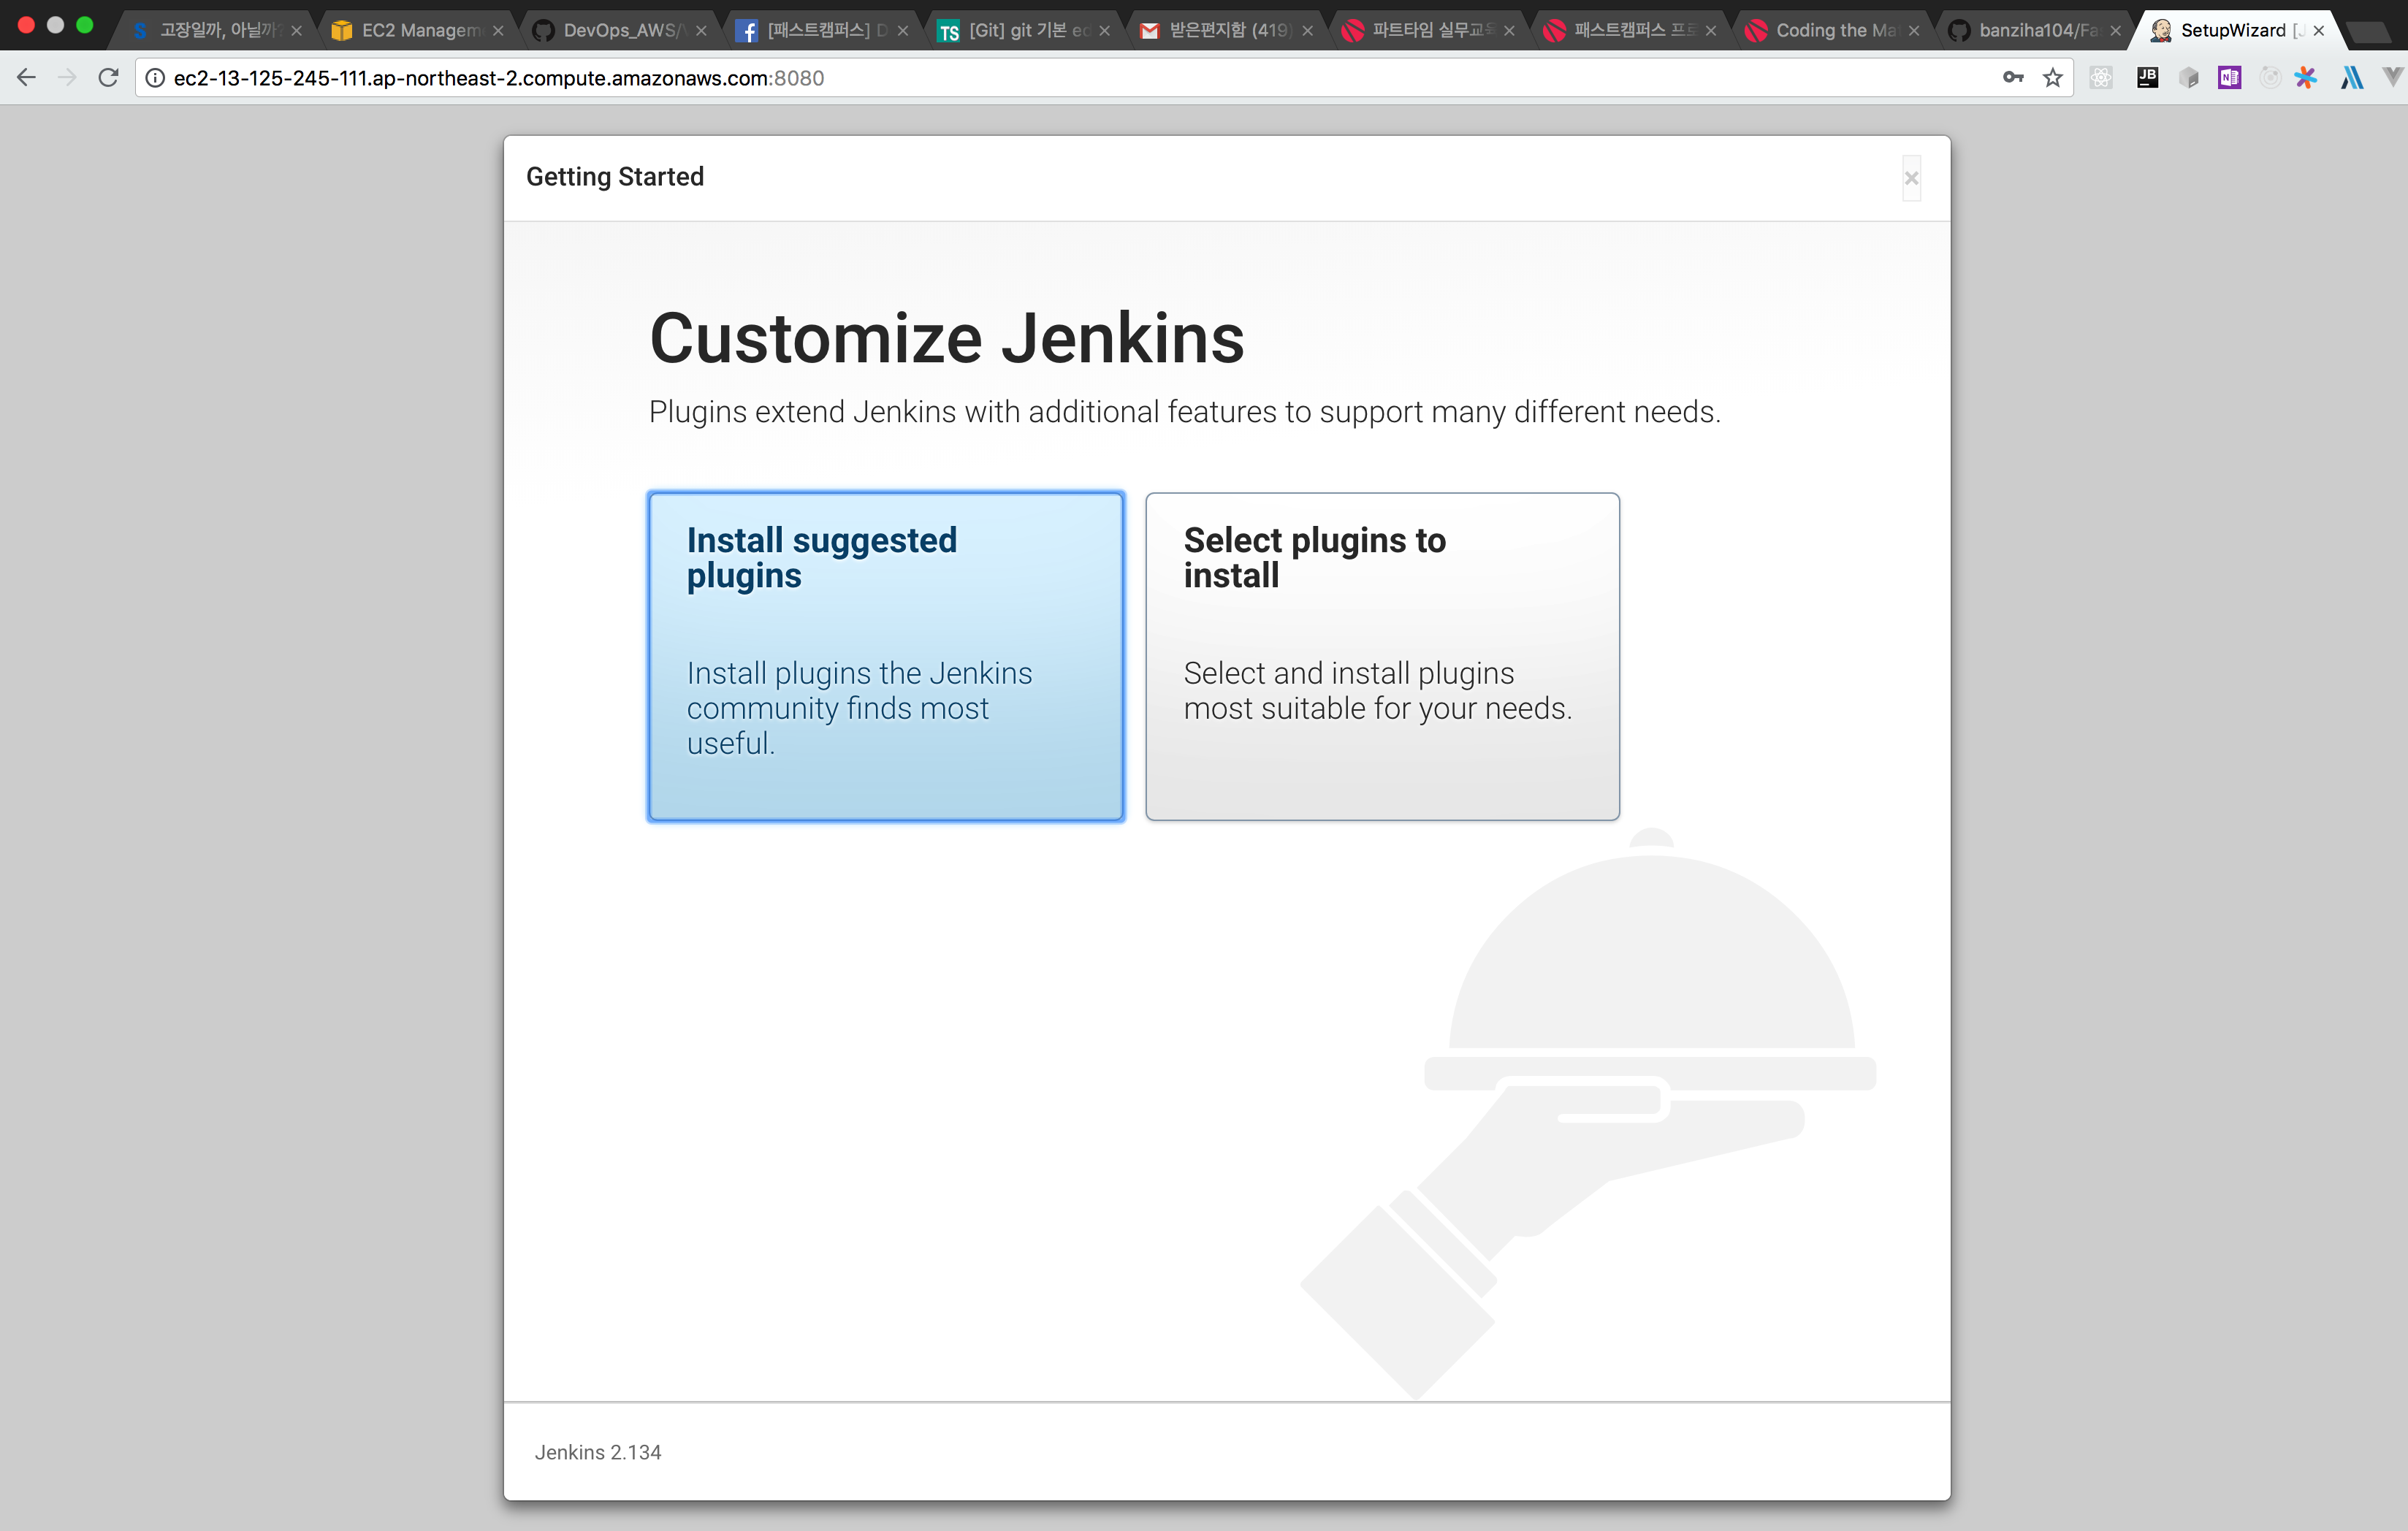 고장일까, 아닐까?
EC2 Managem
DevOps_AWS/
[패스트캠퍼스] D
[Git] git 기본 ec
받은편지함 (419)
파트타임 실무교육
패스트캠퍼스 프로
Coding the Ma
banziha104/Fa
SetupWizard [J
ec2-13-125-245-111.ap-northeast-2.compute.amazonaws.com:8080
Getting Started
Customize Jenkins
Plugins extend Jenkins with additional features to support many different needs.
Install suggested
plugins
Install plugins the Jenkins
community finds most
useful.
Select plugins to
install
Select and install plugins
most suitable for your needs.
Jenkins 2.134